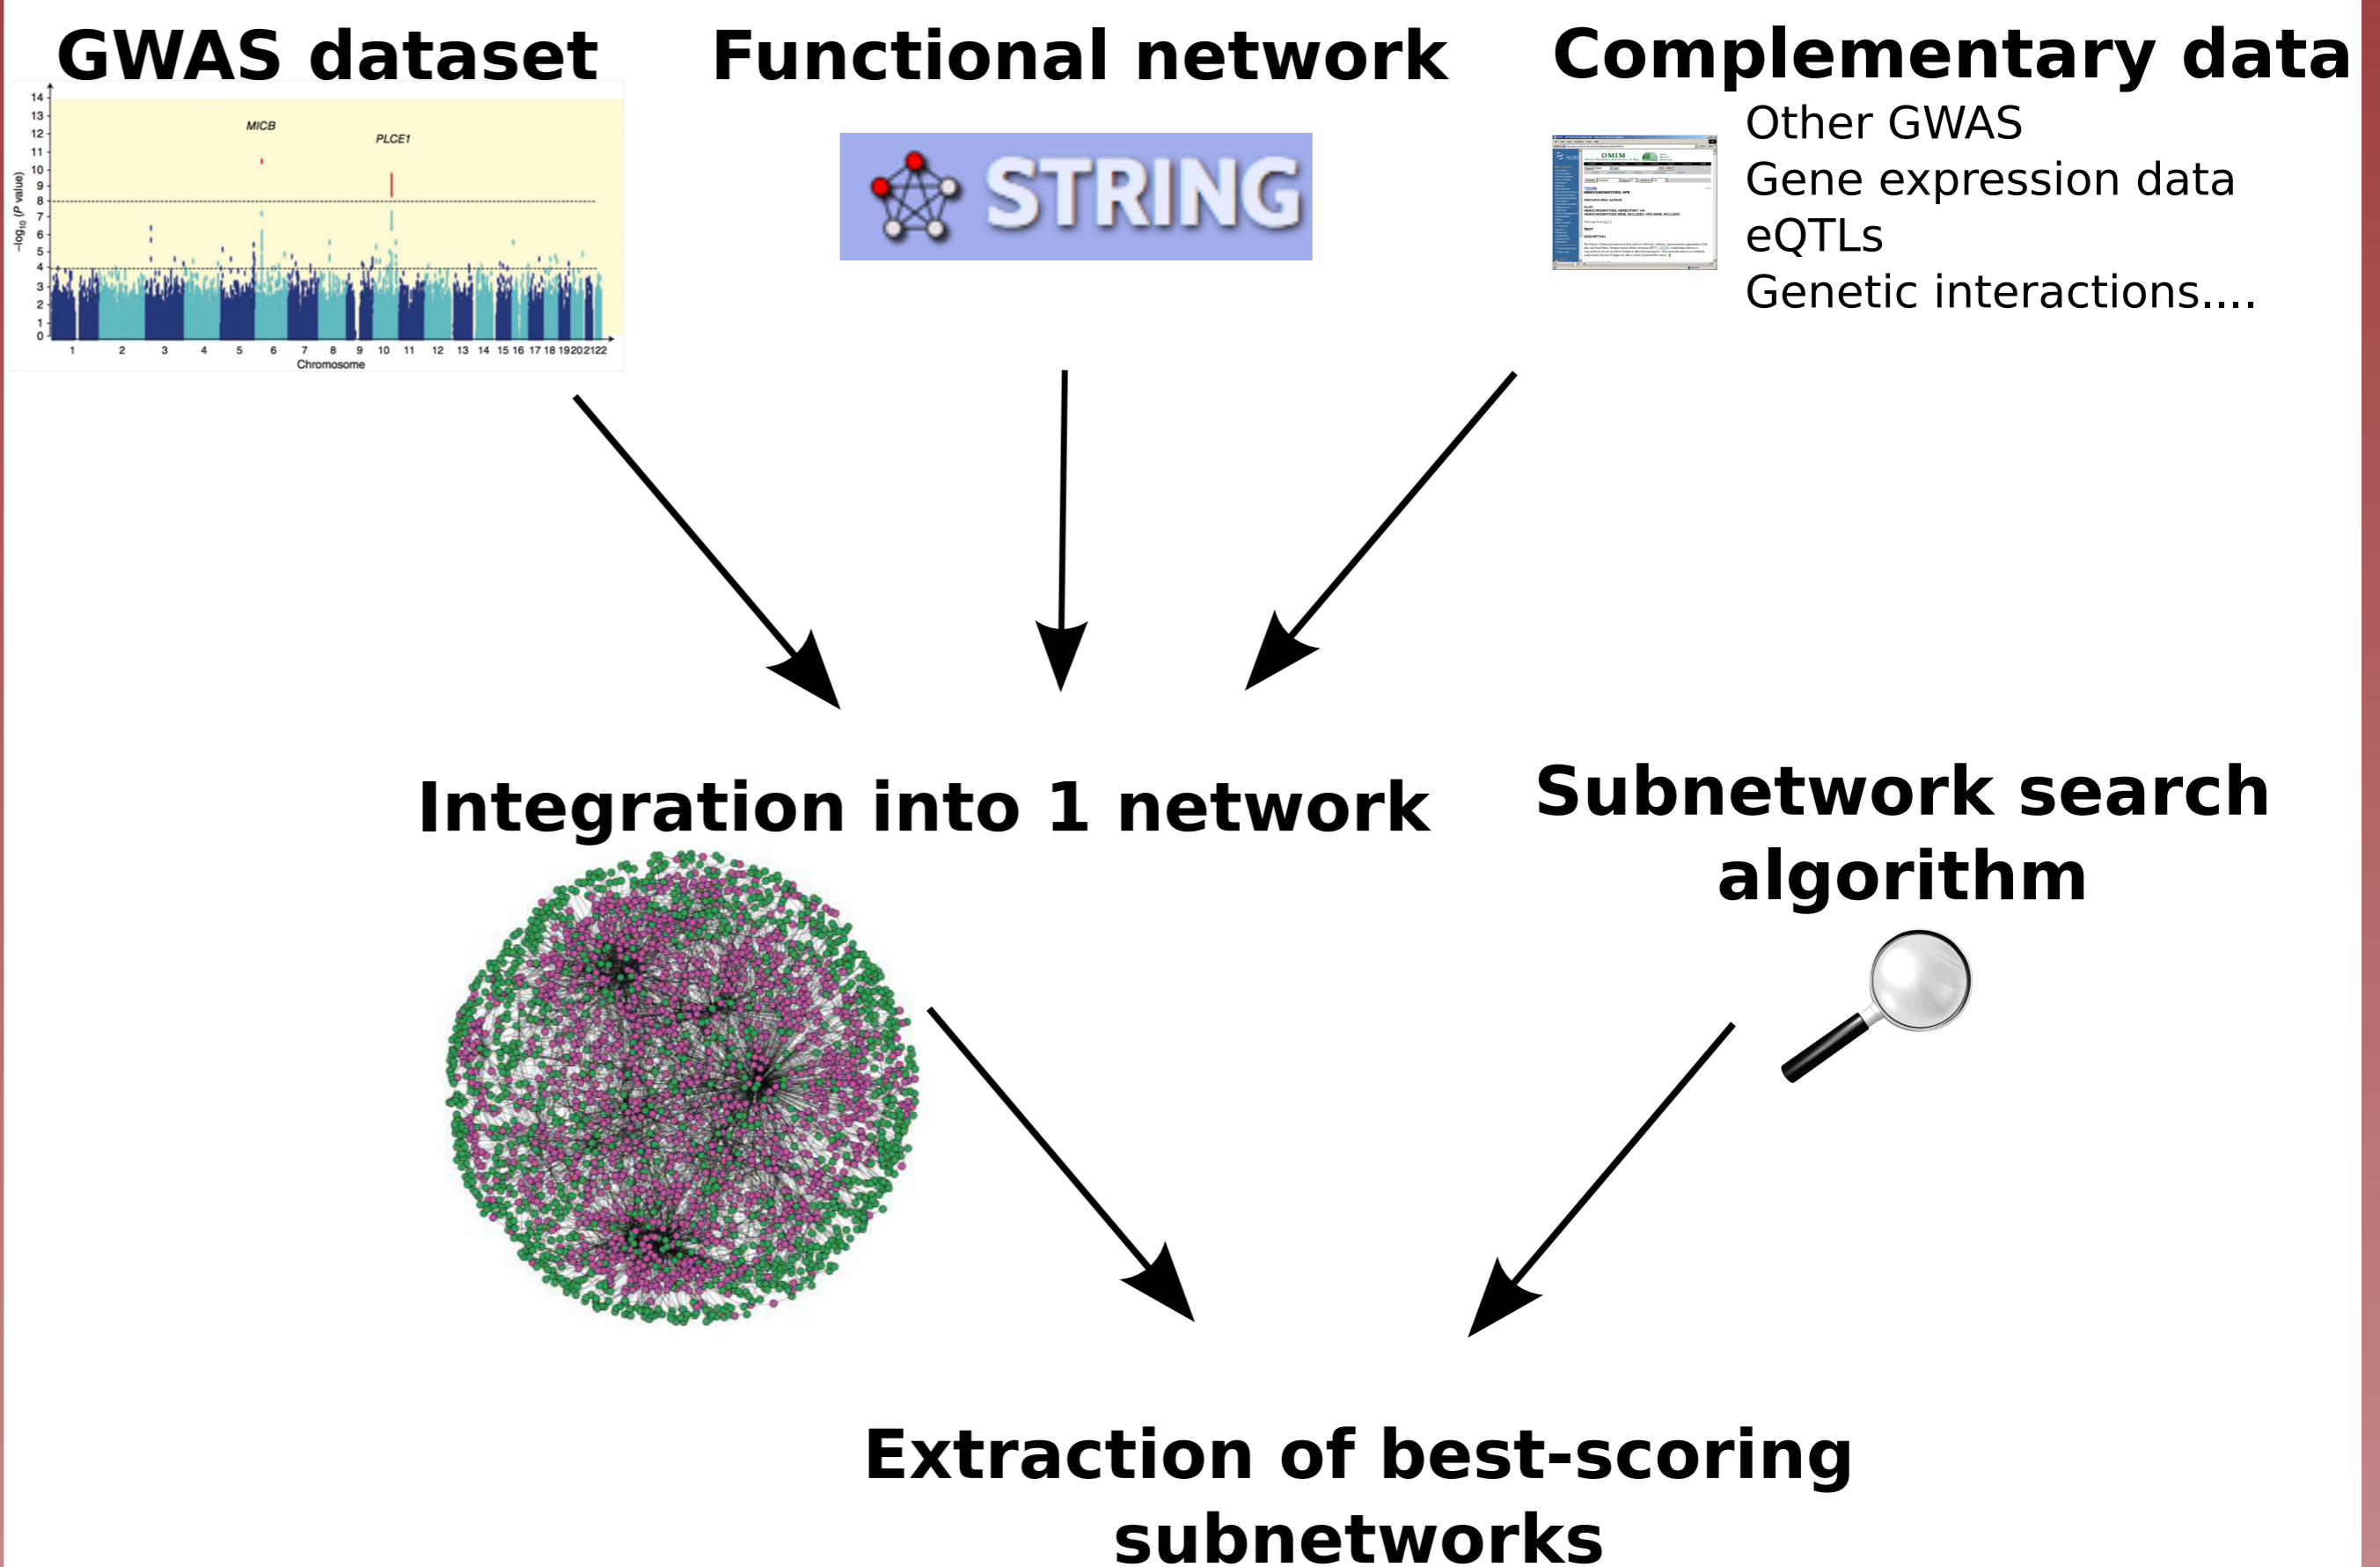 GWAS dataset
Functional network
Complementary data
14
13
12
11
10
9
8
7
6
5
4
3
2
1
0
–log10 (P value)
MICB
PLCE1
1 2 3 4 5 6 7 8 9 10 11 12 13 14 15 16 17 18 19 20 21 22
Chromosome
STRING
OMIM
Other GWAS
Gene expression data
eQTLs
Genetic interactions....
Integration into 1 network
Subnetwork search
algorithm
Extraction of best-scoring
subnetworks